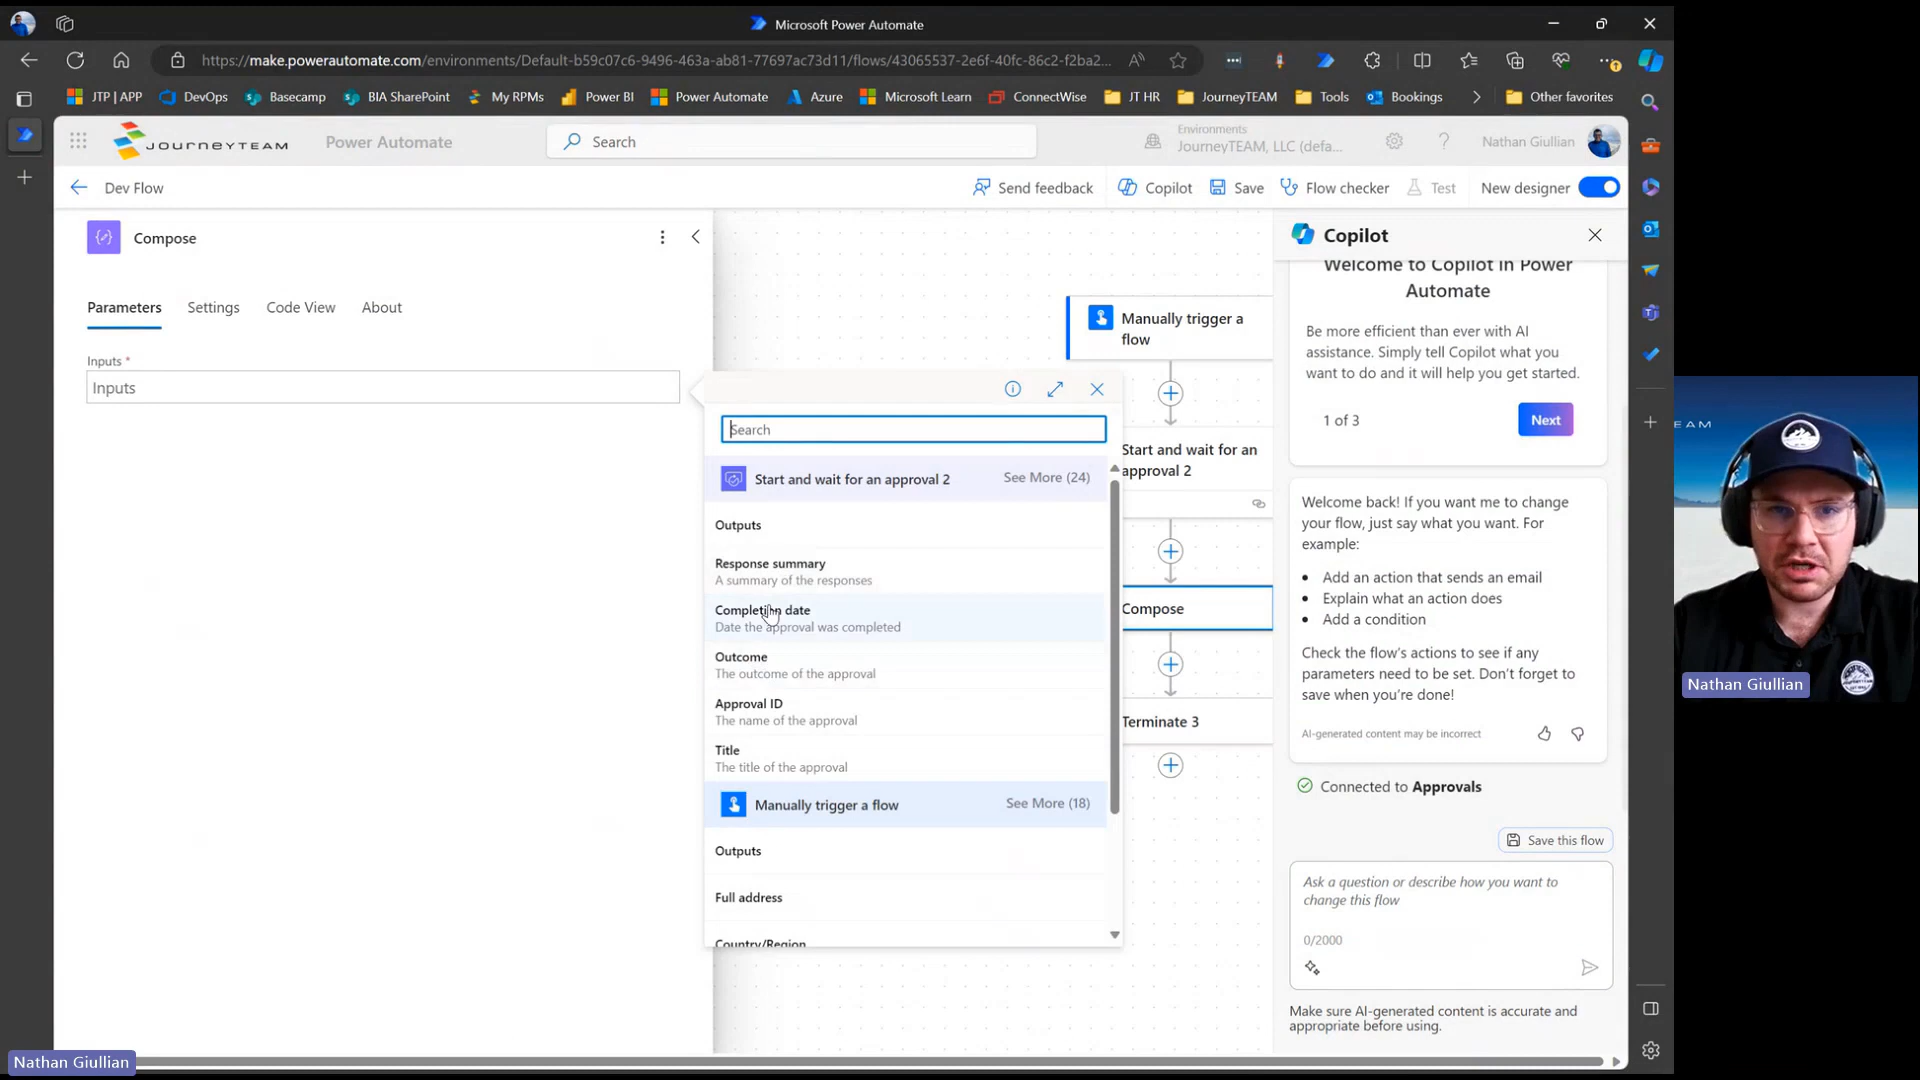 Microsoft Power Automate
https://make.powerautomate.com/environments/Default-b59c07c6-9496-463a-ab81-77697ac73d11/flows/43065537-2e6f-40fc-86c2-f2ba2...
JTP | APP
DevOps
Basecamp
BIA SharePoint
My RPMs
Power BI
Power Automate
Azure
Microsoft Learn
ConnectWise
JT HR
JourneyTEAM
Tools
Bookings
Other favorites
JOURNEYTEAM
Power Automate
Search
Environments
JourneyTEAM, LLC (defa...
Nathan Giullian
Dev Flow
Send feedback
Copilot
Save
Flow checker
Test
New designer
Compose
Parameters
Settings
Code View
About
Inputs *
Inputs
Search
Start and wait for an approval 2
See More (24)
Outputs
Response summary
A summary of the responses
Completion date
Date the approval was completed
Outcome
The outcome of the approval
Approval ID
The name of the approval
Title
The title of the approval
Manually trigger a flow
See More (18)
Outputs
Full address
Country/Region
Manually trigger a
flow
Start and wait for an
approval 2
Compose
Terminate 3
Copilot
Welcome to Copilot in Power
Automate
Be more efficient than ever with AI
assistance. Simply tell Copilot what you
want to do and it will help you get started.
1 of 3
Next
Welcome back! If you want me to change
your flow, just say what you want. For
example:
• Add an action that sends an email
• Explain what an action does
• Add a condition
Check the flow's actions to see if any
parameters need to be set. Don't forget to
save when you're done!
AI-generated content may be incorrect
Connected to Approvals
Save this flow
Ask a question or describe how you want to
change this flow
0/2000
Make sure AI-generated content is accurate and
appropriate before using.
EAM
Nathan Giullian
Nathan Giullian